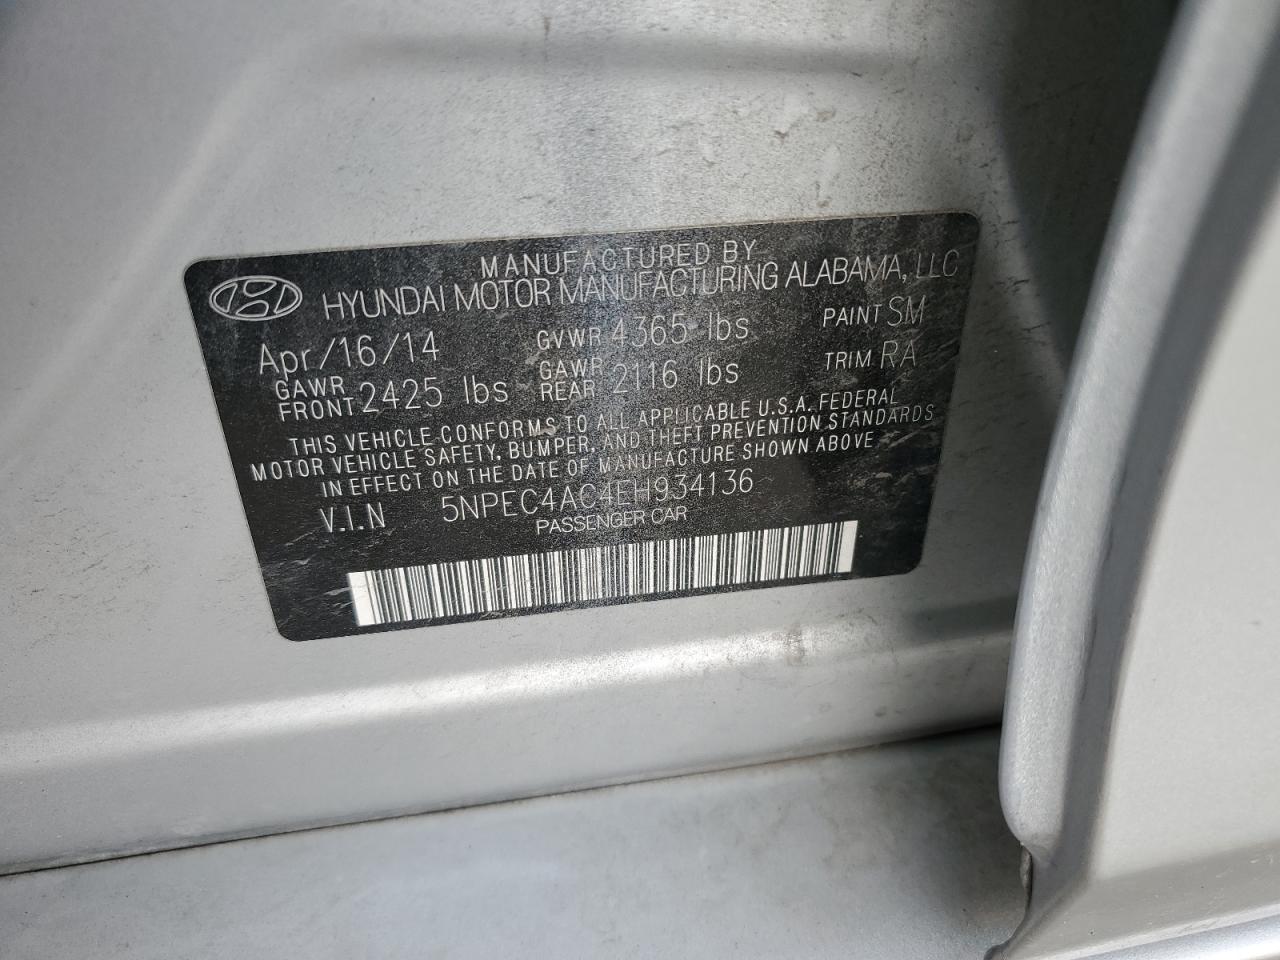 MANUFACTURED BY
HYUNDAI MOTOR MANUFACTURING ALABAMA, LLC
Apr/16/14 GVWR 4365 lbs PAINT SM
GAWR FRONT 2425 lbs GAWR REAR 2116 lbs TRIM RA
THIS VEHICLE CONFORMS TO ALL APPLICABLE U.S.A. FEDERAL
MOTOR VEHICLE SAFETY, BUMPER, AND THEFT PREVENTION STANDARDS
IN EFFECT ON THE DATE OF MANUFACTURE SHOWN ABOVE
V.I.N 5NPEC4AC4EH934136
PASSENGER CAR